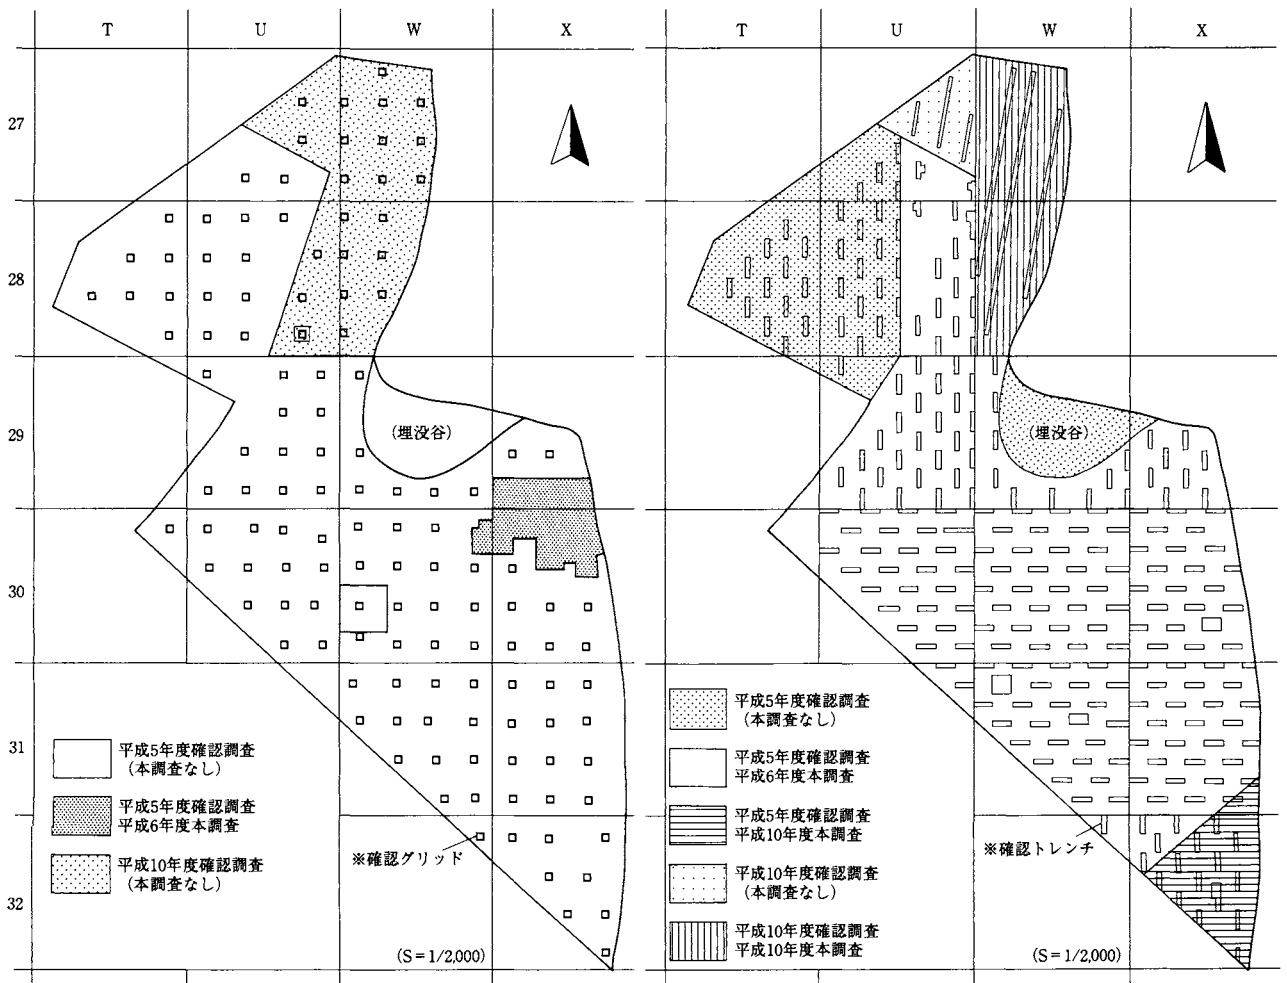 T U W X
27
28
29
30
31
32
(埋没谷)
平成5年度確認調査
(本調査なし)
平成5年度確認調査
平成6年度本調査
平成10年度確認調査
(本調査なし)
※確認グリッド
(S=1/2,000)
T U W X
(埋没谷)
平成5年度確認調査
(本調査なし)
平成5年度確認調査
平成6年度本調査
平成5年度確認調査
平成10年度本調査
平成10年度確認調査
(本調査なし)
平成10年度確認調査
平成10年度本調査
※確認トレンチ
(S=1/2,000)